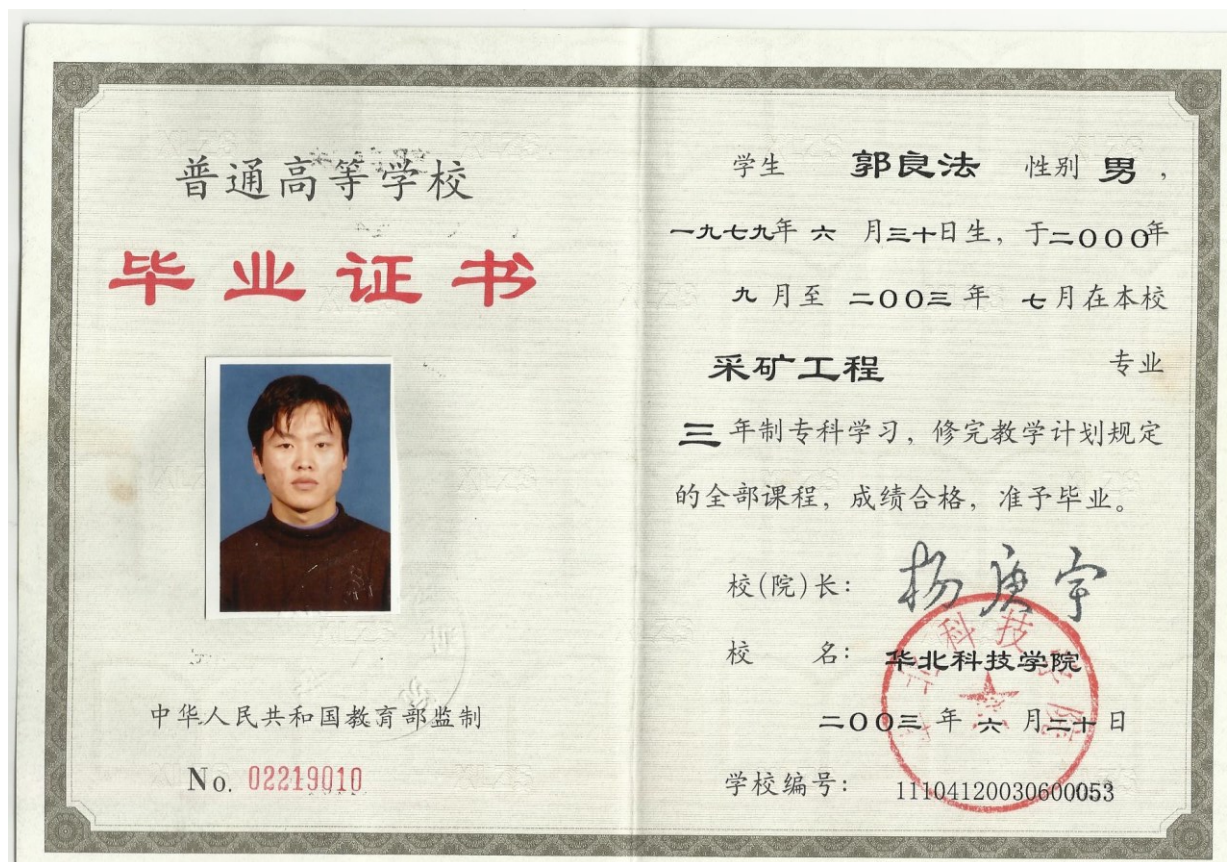 普通高等学校
毕业证书
中华人民共和国教育部监制
No. 02219010
学生 郭良法 性别 男,
一九七九年 六 月三十日生, 于二000年
九 月至 二00三 年 七月在本校
采矿工程 专业
三 年制专科学习, 修完教学计划规定
的全部课程, 成绩合格, 准予毕业。
校(院)长: 杨庚宇
校 名: 华北科技学院
二00三 年 六 月二十 日
学校编号: 11104120030600053